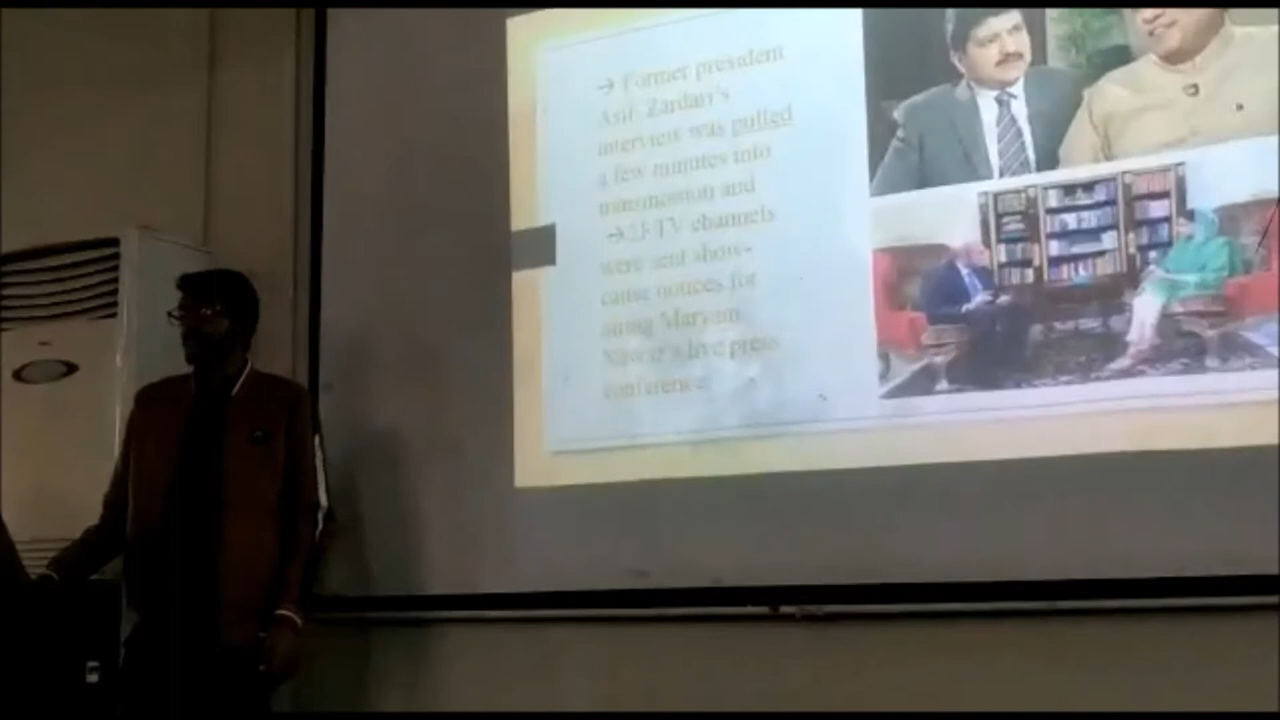 → Former president
Asif Zardari's
interview was pulled
a few minutes into
transmission and
→21 TV channels
were sent show-
cause notices for
airing Maryam
Nawaz's live press
conference